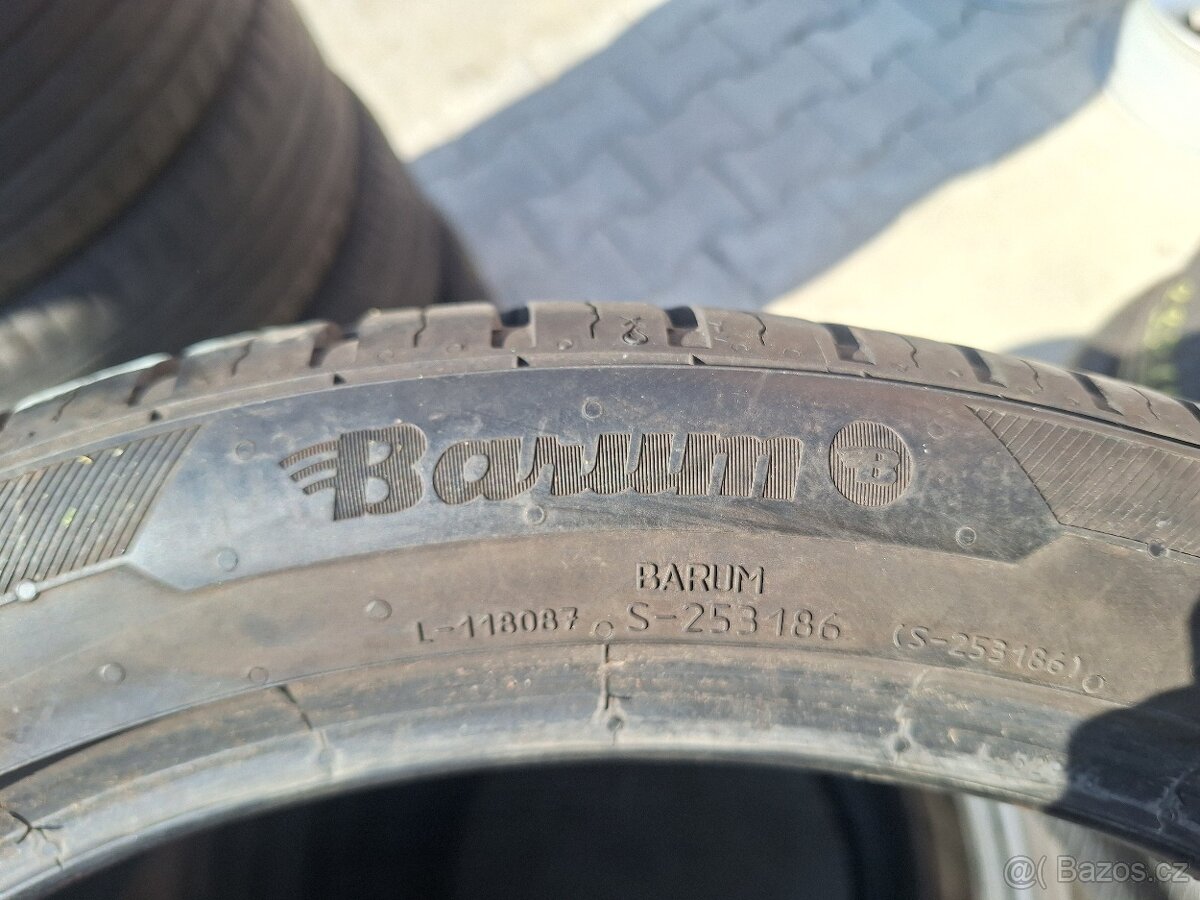 Barum B
BARUM
L-118087 S-253186 (S-253186)
@( Bazos.cz